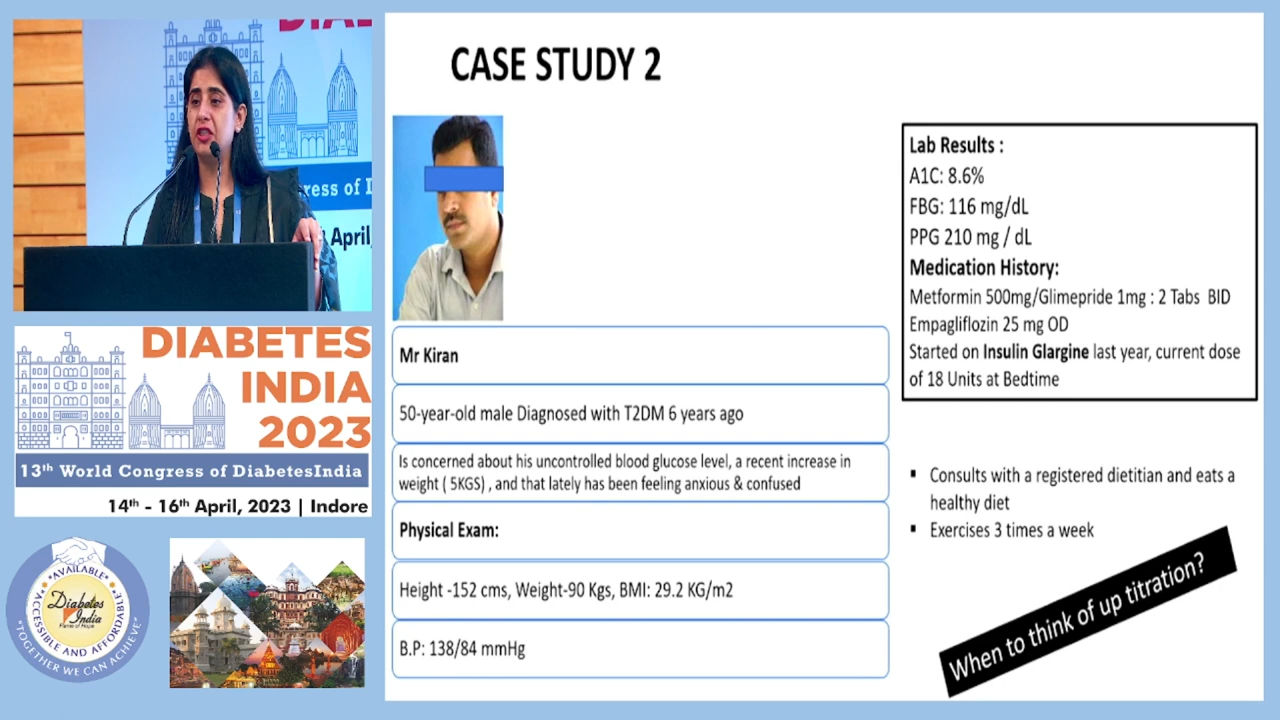 DIA
ress of I
April,
DIABETES
INDIA
2023
13th World Congress of DiabetesIndia
14th - 16th April, 2023 | Indore
"AVAILABLE"
"ACCESSIBLE AND AFFORDABLE"
Diabetes
India
"TOGETHER WE CAN ACHIEVE"
CASE STUDY 2
Mr Kiran
50-year-old male Diagnosed with T2DM 6 years ago
Is concerned about his uncontrolled blood glucose level, a recent increase in
weight ( 5KGS) , and that lately has been feeling anxious & confused
Physical Exam:
Height -152 cms, Weight-90 Kgs, BMI: 29.2 KG/m2
B.P: 138/84 mmHg
Lab Results :
A1C: 8.6%
FBG: 116 mg/dL
PPG 210 mg / dL
Medication History:
Metformin 500mg/Glimepride 1mg : 2 Tabs BID
Empagliflozin 25 mg OD
Started on Insulin Glargine last year, current dose
of 18 Units at Bedtime
▪ Consults with a registered dietitian and eats a
healthy diet
▪ Exercises 3 times a week
When to think of up titration?